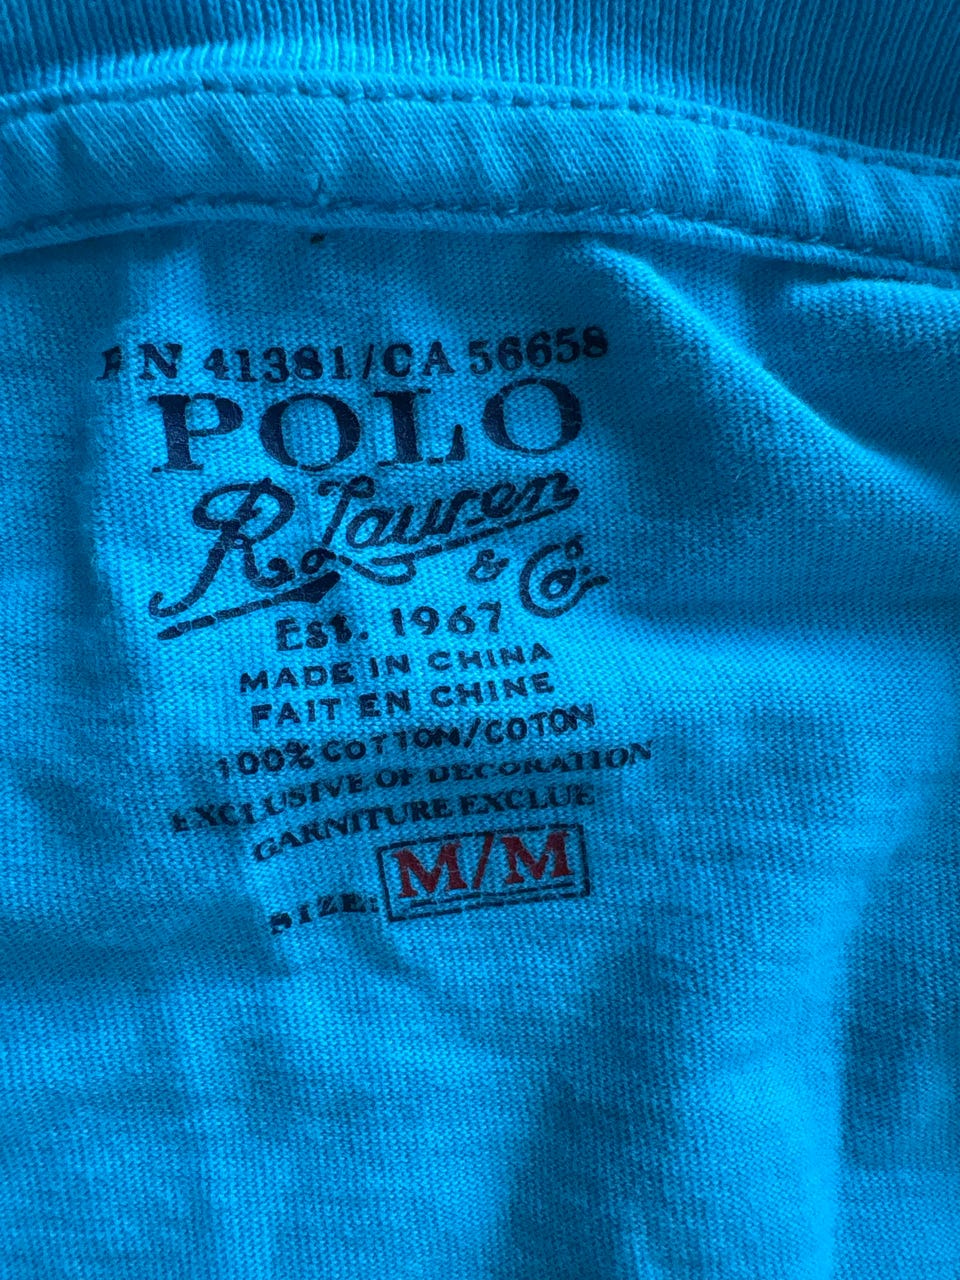 RN 41381/CA 56658
POLO
R. Lauren
& Co.
Est. 1967
MADE IN CHINA
FAIT EN CHINE
100% COTTON/COTON
EXCLUSIVE OF DECORATION
GARNITURE EXCLUE
SIZE: M/M